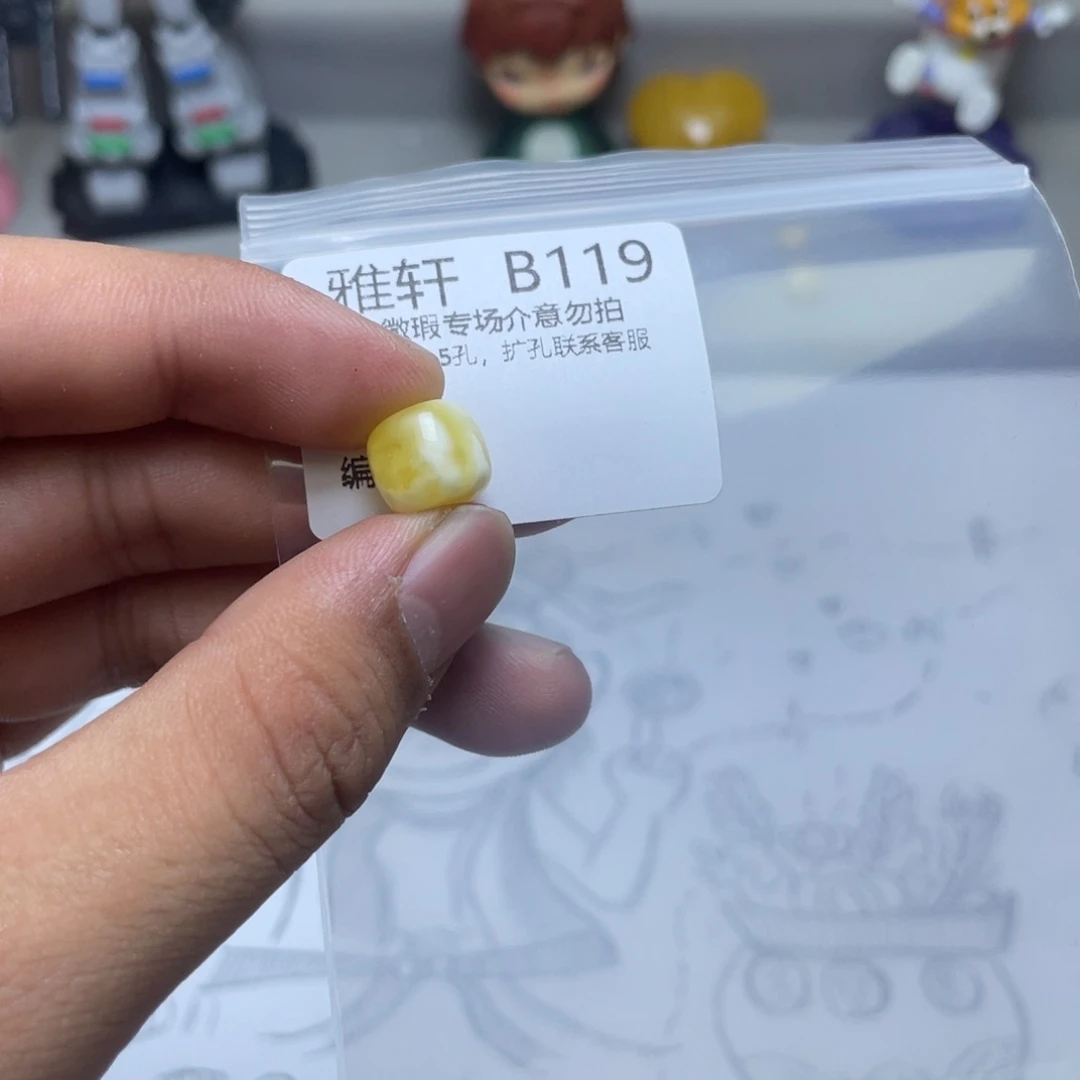 雅轩 B119
微瑕专场介意勿拍
5孔，扩孔联系客服
编